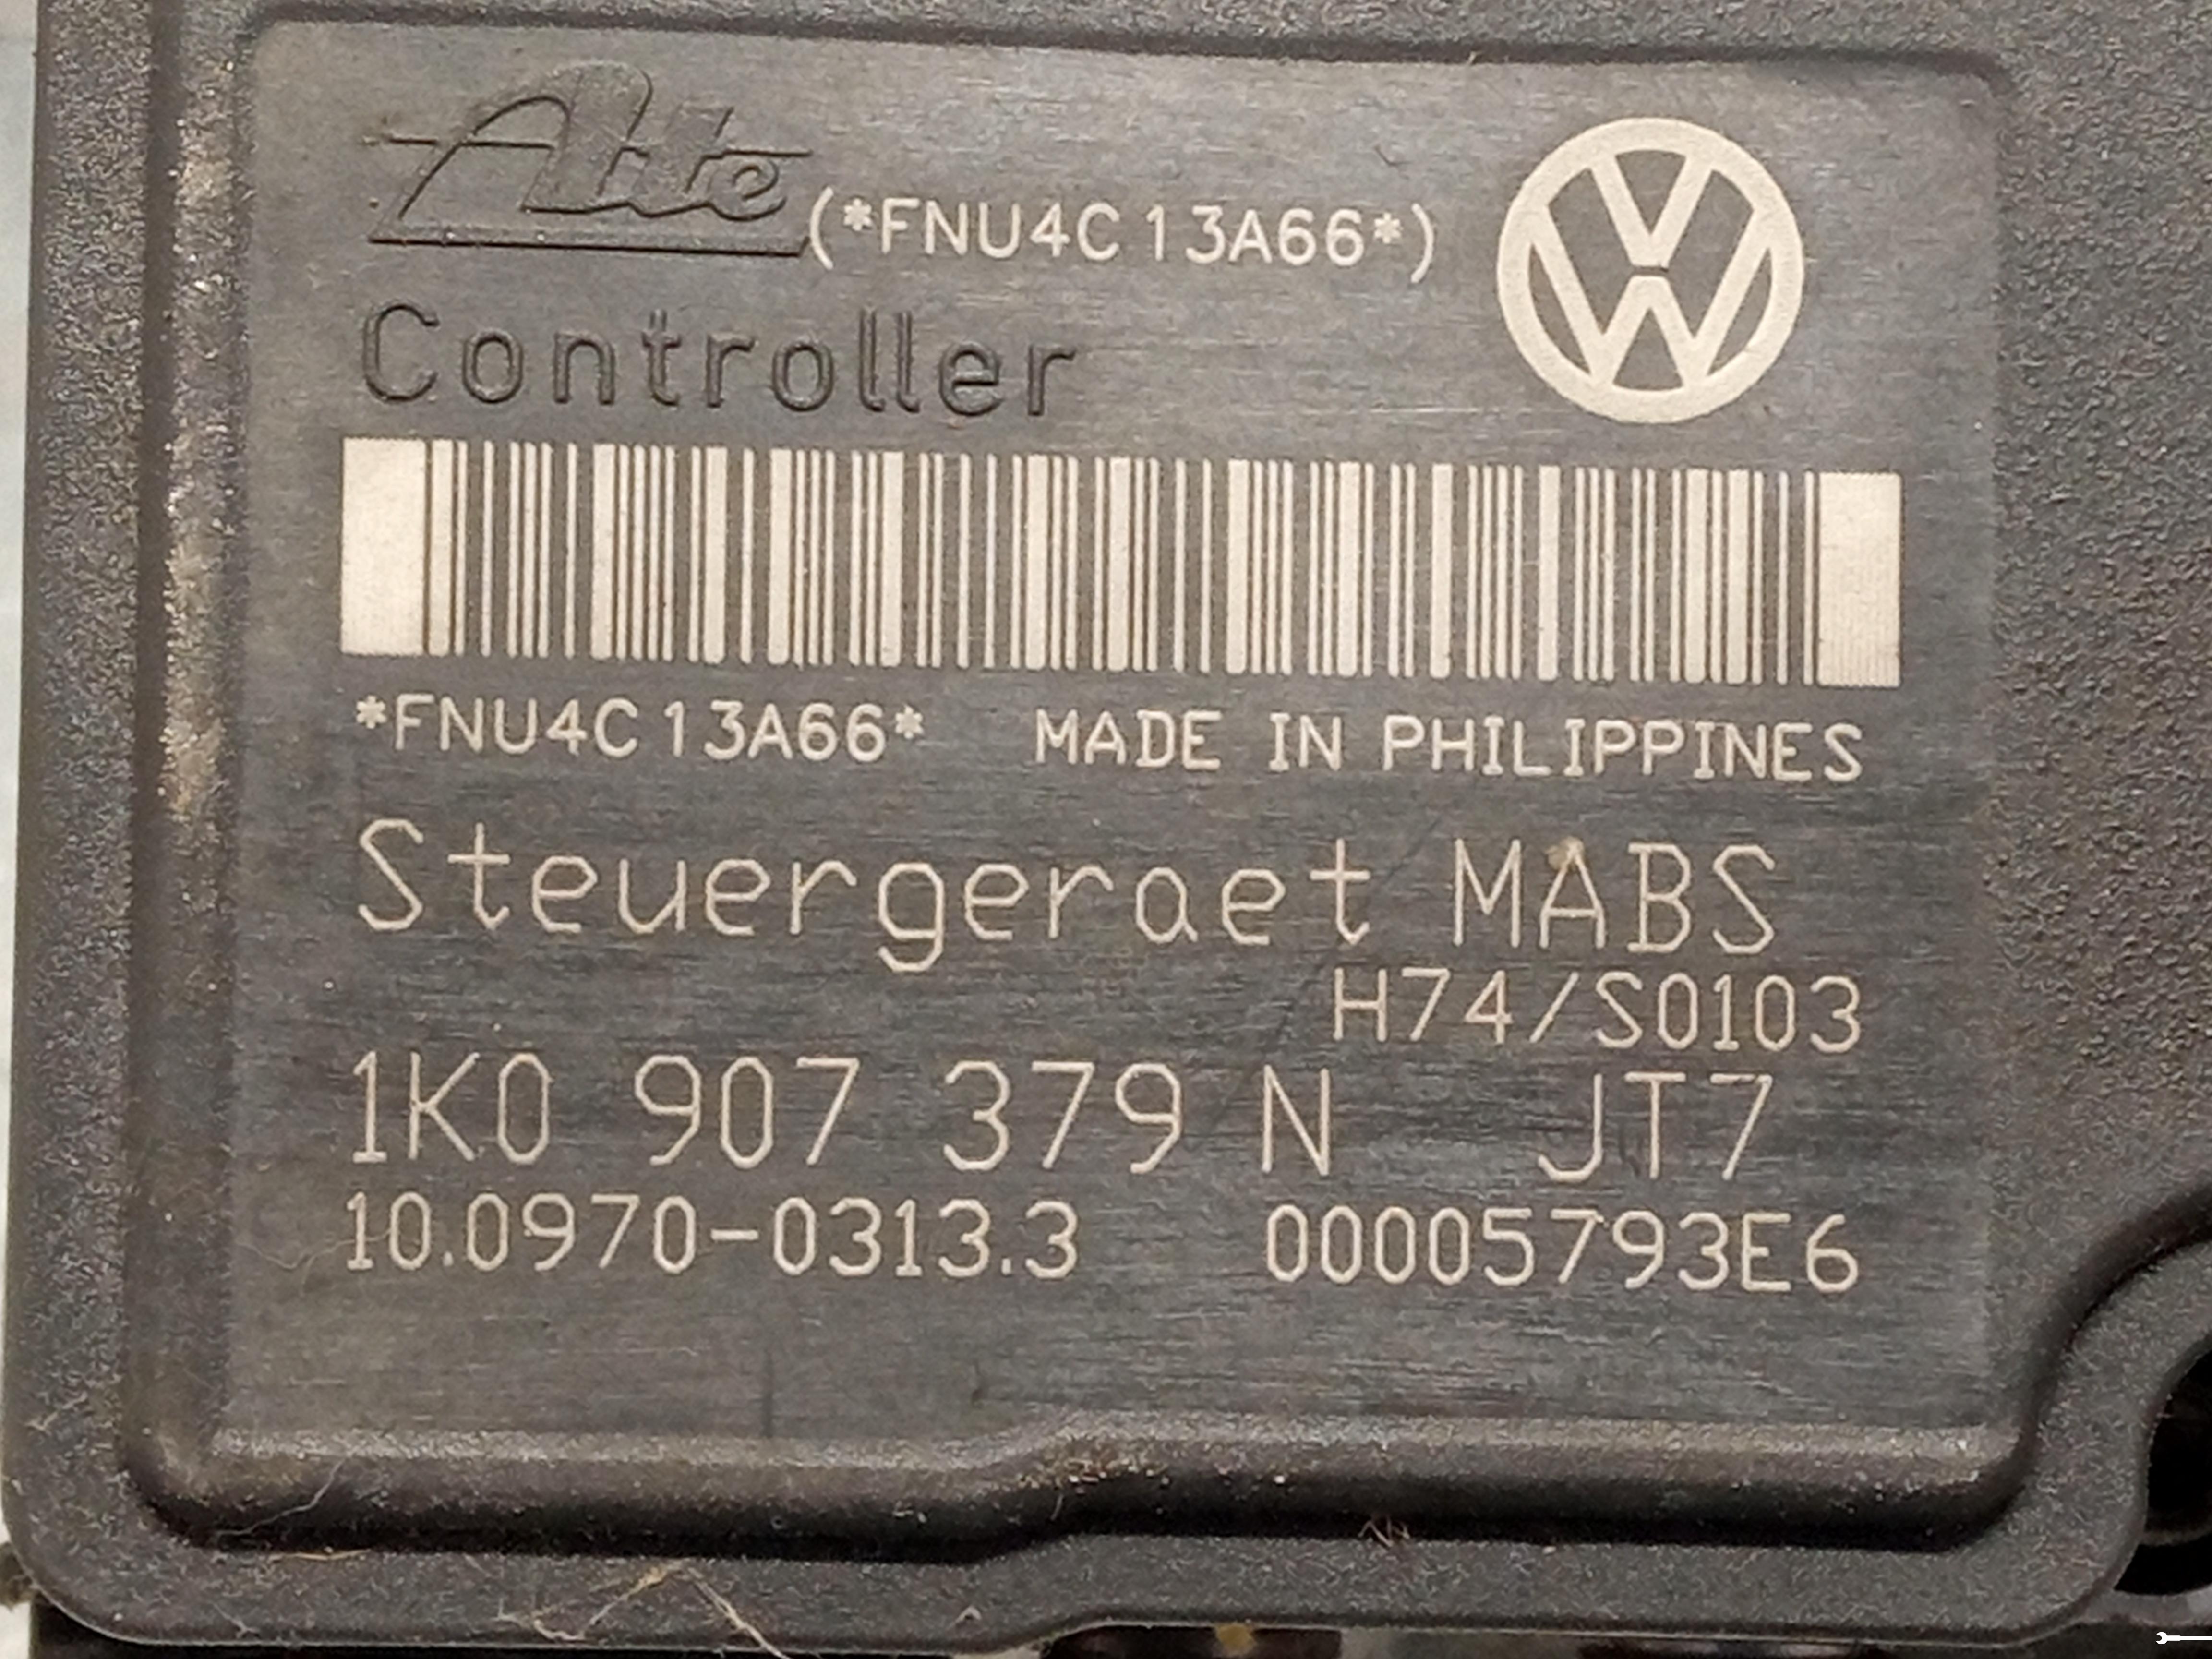 Ate (*FNU4C13A66*)
Controller
*FNU4C13A66* MADE IN PHILIPPINES
Steuergeraet MABS
H74/S0103
1K0 907 379 N JT7
10.0970-0313.3 00005793E6